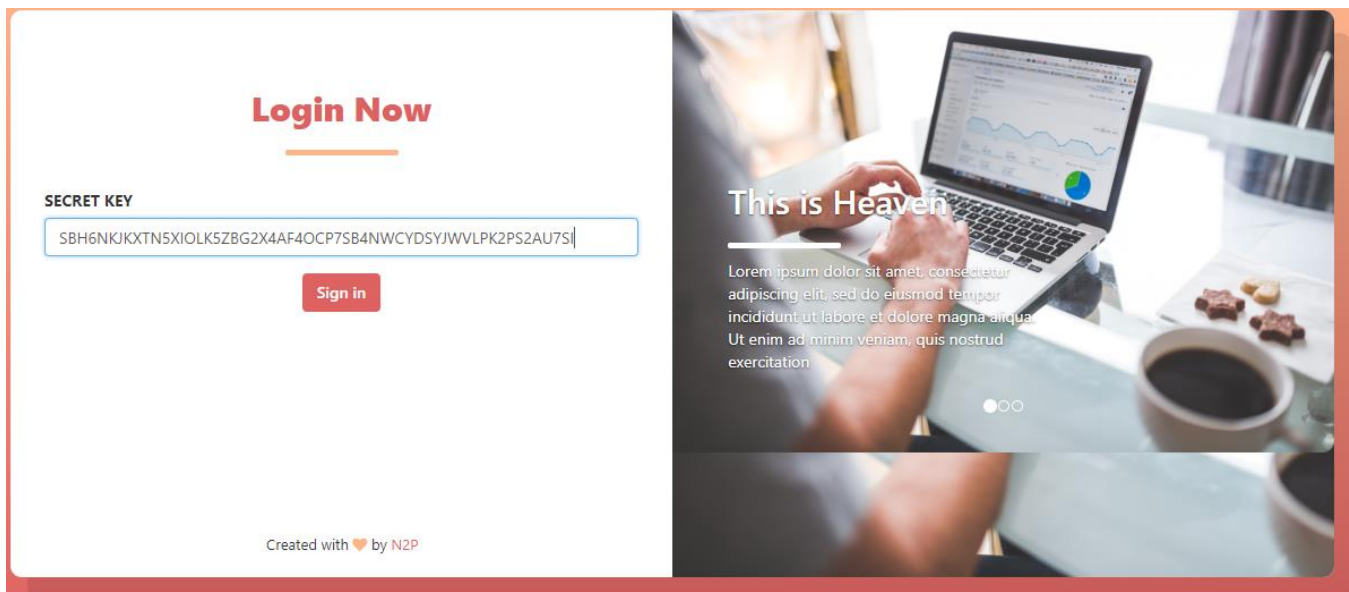 Login Now
SECRET KEY
SBH6NKJKXTN5XIOLK5ZBG2X4AF4OCP7SB4NWCYDSYJWVLPK2PS2AU7SI
Sign in
Created with 🧡 by N2P
This is Heaven
Lorem ipsum dolor sit amet, consectetur
adipiscing elit, sed do eiusmod tempor
incididunt ut labore et dolore magna aliqua.
Ut enim ad minim veniam, quis nostrud
exercitation